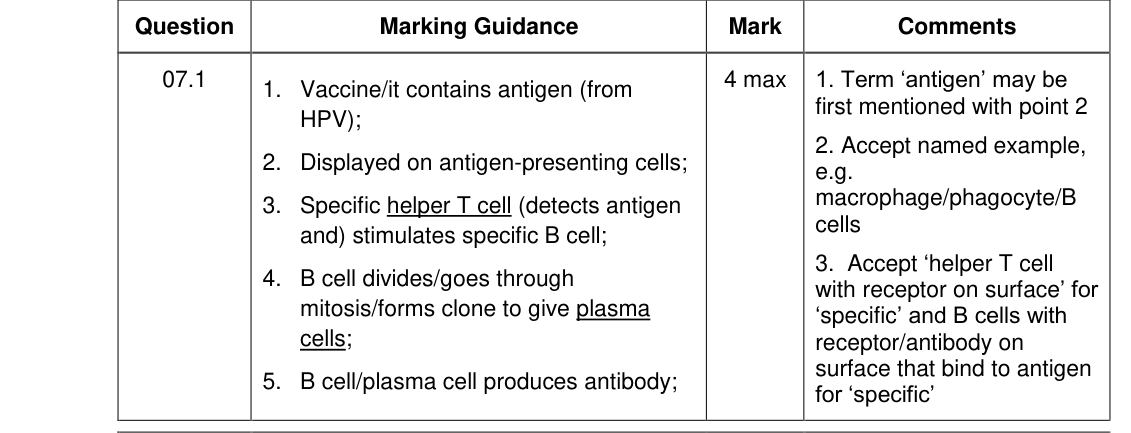 Question Marking Guidance Mark Comments
07.1
1. Vaccine/it contains antigen (from
HPV);
2. Displayed on antigen-presenting cells;
3. Specific helper T cell (detects antigen
and) stimulates specific B cell;
4. B cell divides/goes through
mitosis/forms clone to give plasma
cells;
5. B cell/plasma cell produces antibody;
4 max
1. Term ‘antigen’ may be
first mentioned with point 2
2. Accept named example,
e.g.
macrophage/phagocyte/B
cells
3. Accept ‘helper T cell
with receptor on surface’ for
‘specific’ and B cells with
receptor/antibody on
surface that bind to antigen
for ‘specific’